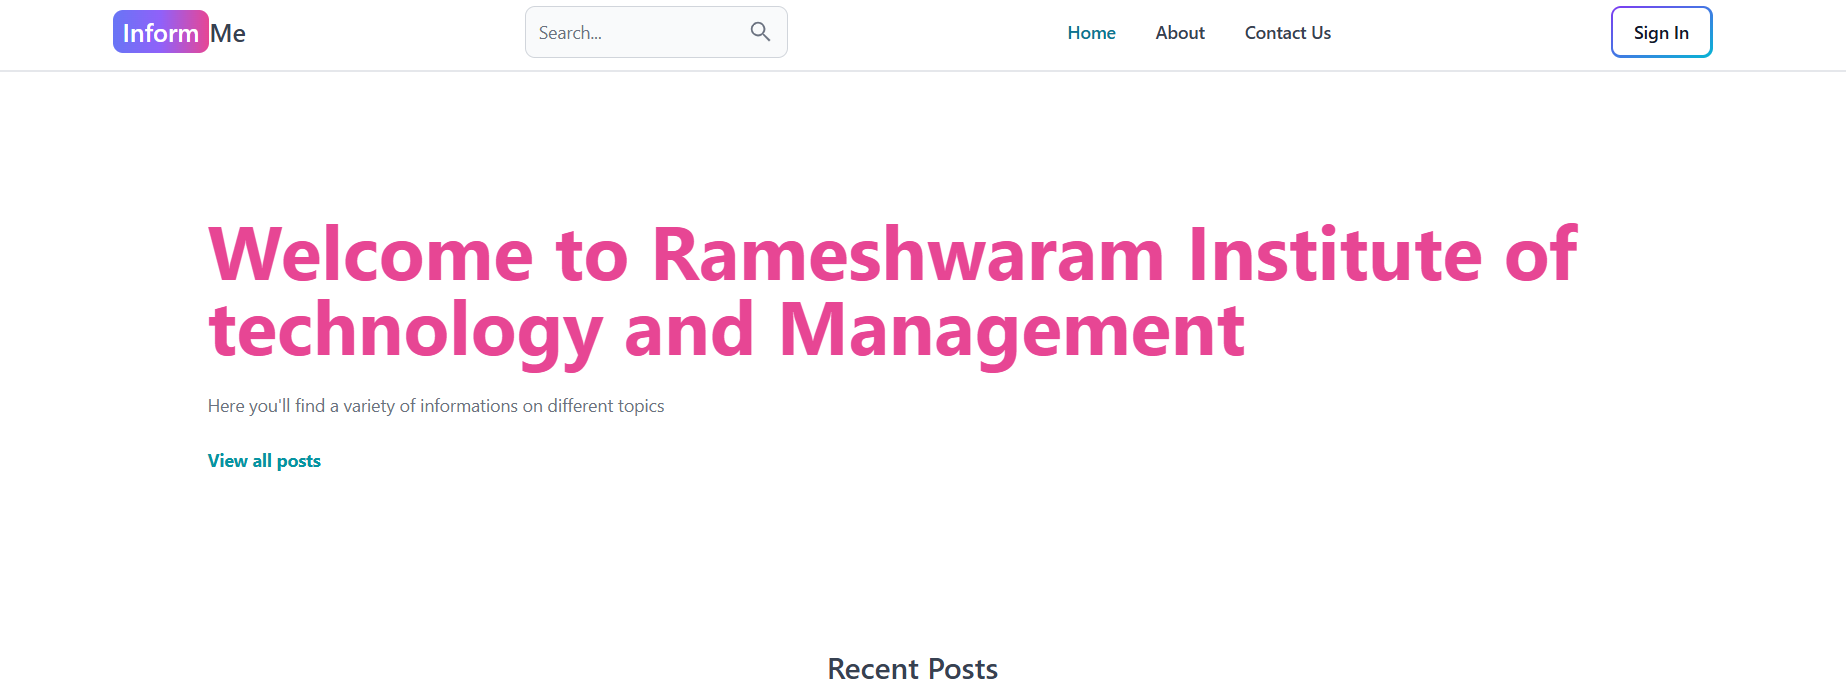 Inform Me
Search...
Home
About
Contact Us
Sign In
Welcome to Rameshwaram Institute of
technology and Management
Here you'll find a variety of informations on different topics
View all posts
Recent Posts